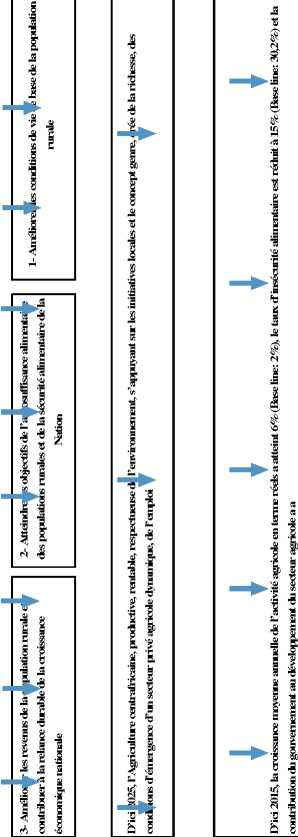 1- Améliorer les conditions de vie de base de la population
rurale
2- Atteindre les objectifs de l'autosuffisance alimentaire
des populations rurales et de la sécurité alimentaire de la
Nation
3- Améliorer les revenus de la population rurale et
contribuer à la relance durable de la croissance
économique nationale
D'ici 2025, l'Agriculture centrafricaine, productive, rentable, respectueuse de l'environnement, s'appuyant sur les initiatives locales et le concept genre, crée de la richesse, des
conditions d'émergence d'un secteur privé agricole dynamique, de l'emploi
D'ici 2015, la croissance moyenne annuelle de l'activité agricole en terme réels a atteint 6% (Base line: 2%), le taux d'insécurité alimentaire est réduit à 15% (Base line: 30,2%) et la
contribution du gouvernement au développement du secteur agricole a a